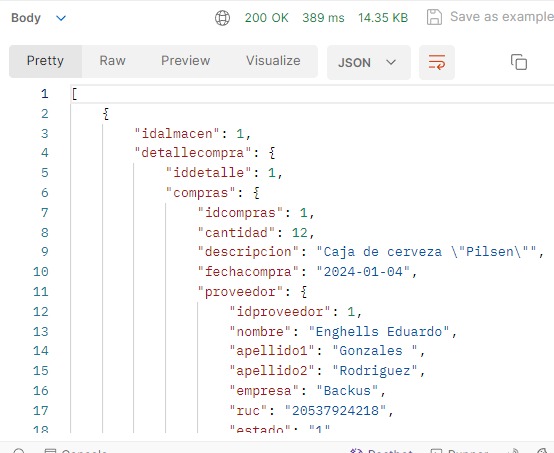 Body 200 OK 389 ms 14.35 KB Save as example
Pretty Raw Preview Visualize JSON
1 [
2 {
3 "idalmacen": 1,
4 "detallecompra": {
5 "iddetalle": 1,
6 "compras": {
7 "idcompras": 1,
8 "cantidad": 12,
9 "descripcion": "Caja de cerveza \"Pilsen\"",
10 "fechacompra": "2024-01-04",
11 "proveedor": {
12 "idproveedor": 1,
13 "nombre": "Enghells Eduardo",
14 "apellido1": "Gonzales ",
15 "apellido2": "Rodriguez",
16 "empresa": "Backus",
17 "ruc": "20537924218",
18 "estado": "1"